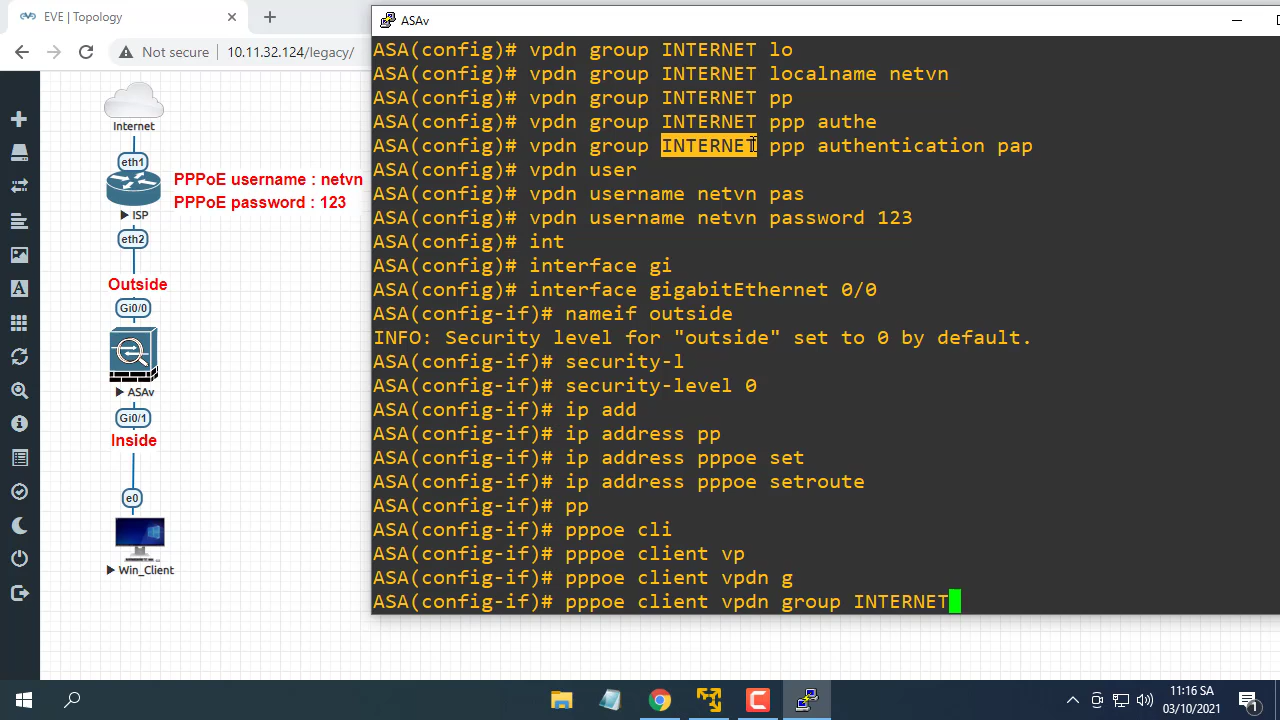 EVE | Topology
Not secure
10.11.32.124/legacy/
Internet
eth1
PPPoE username : netvn
PPPoE password : 123
ISP
eth2
Outside
Gi0/0
ASAv
Gi0/1
Inside
e0
Win_Client
ASAv
ASA(config)# vpdn group INTERNET lo
ASA(config)# vpdn group INTERNET localname netvn
ASA(config)# vpdn group INTERNET pp
ASA(config)# vpdn group INTERNET ppp authe
ASA(config)# vpdn group INTERNET ppp authentication pap
ASA(config)# vpdn user
ASA(config)# vpdn username netvn pas
ASA(config)# vpdn username netvn password 123
ASA(config)# int
ASA(config)# interface gi
ASA(config)# interface gigabitEthernet 0/0
ASA(config-if)# nameif outside
INFO: Security level for "outside" set to 0 by default.
ASA(config-if)# security-l
ASA(config-if)# security-level 0
ASA(config-if)# ip add
ASA(config-if)# ip address pp
ASA(config-if)# ip address pppoe set
ASA(config-if)# ip address pppoe setroute
ASA(config-if)# pp
ASA(config-if)# pppoe cli
ASA(config-if)# pppoe client vp
ASA(config-if)# pppoe client vpdn g
ASA(config-if)# pppoe client vpdn group INTERNET
11:16 SA
03/10/2021
1